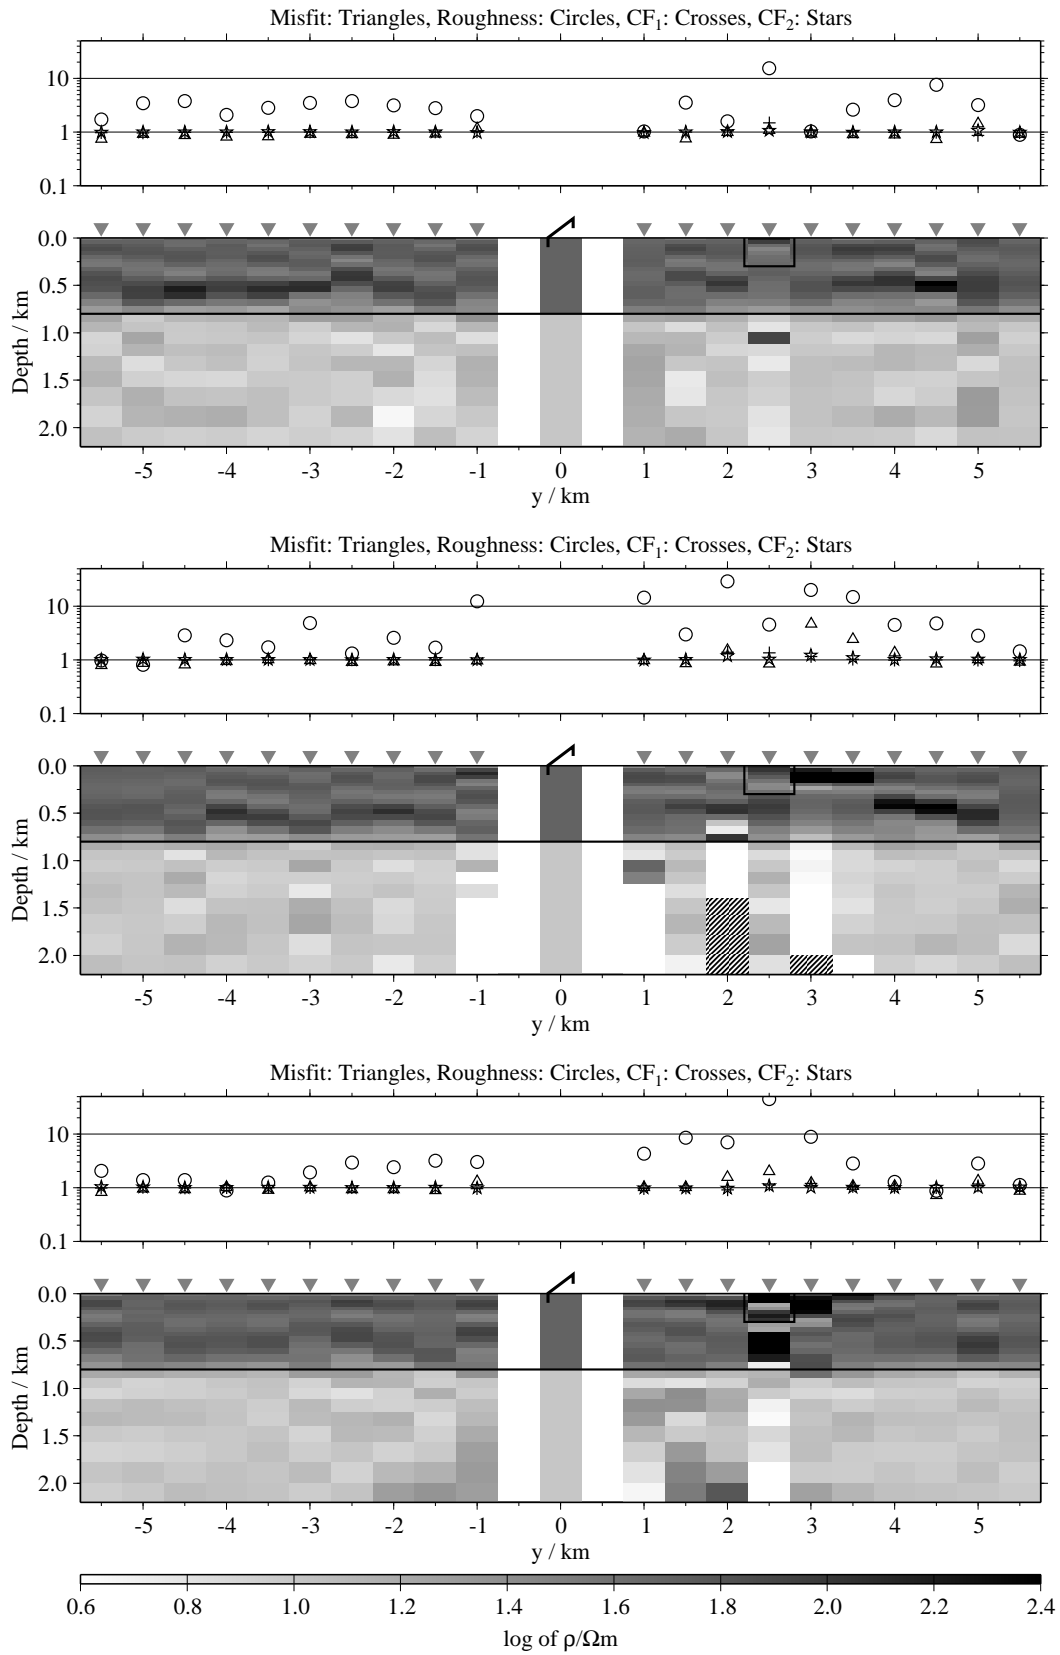 Misfit: Triangles, Roughness: Circles, CF1: Crosses, CF2: Stars
10
1
0.1
0.0
0.5
1.0
1.5
2.0
Depth / km
-5 -4 -3 -2 -1 0 1 2 3 4 5
y / km
Misfit: Triangles, Roughness: Circles, CF1: Crosses, CF2: Stars
10
1
0.1
0.0
0.5
1.0
1.5
2.0
Depth / km
-5 -4 -3 -2 -1 0 1 2 3 4 5
y / km
Misfit: Triangles, Roughness: Circles, CF1: Crosses, CF2: Stars
10
1
0.1
0.0
0.5
1.0
1.5
2.0
Depth / km
-5 -4 -3 -2 -1 0 1 2 3 4 5
y / km
0.6 0.8 1.0 1.2 1.4 1.6 1.8 2.0 2.2 2.4
log of ρ/Ωm